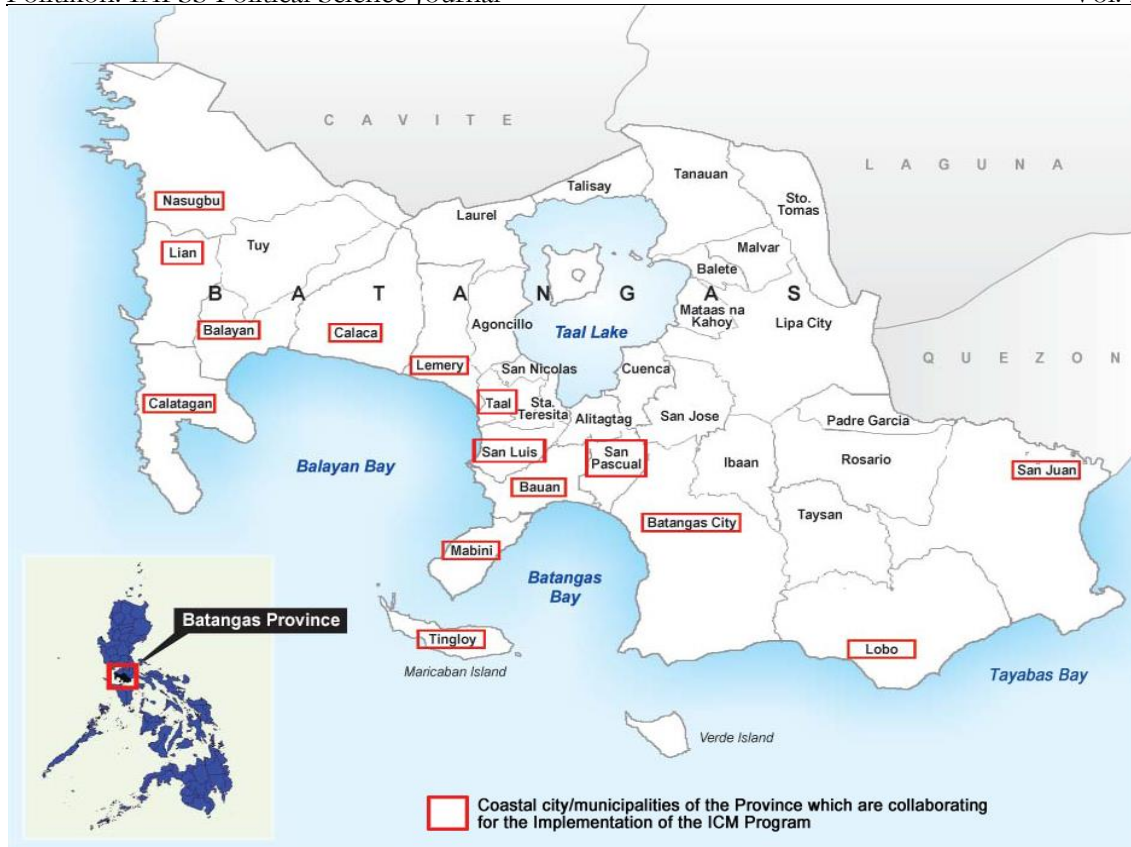 Politikon: IAPSS Political Science Journal
Vol.
C A V I T E
L A G U N A
Q U E Z O N
B A T A N G A S
Nasugbu
Lian
Tuy
Balayan
Calaca
Calatagan
Laurel
Talisay
Tanauan
Sto.
Tomas
Malvar
Balete
Mataas na
Kahoy
Lipa City
Agoncillo
Taal Lake
Lemery
San Nicolas
Cuenca
Taal
Sta.
Teresita
Alitagtag
San Jose
Padre Garcia
San Luis
San
Pascual
Ibaan
Rosario
San Juan
Balayan Bay
Bauan
Batangas City
Taysan
Mabini
Batangas
Bay
Batangas Province
Tingloy
Maricaban Island
Lobo
Tayabas Bay
Verde Island
Coastal city/municipalities of the Province which are collaborating
for the Implementation of the ICM Program